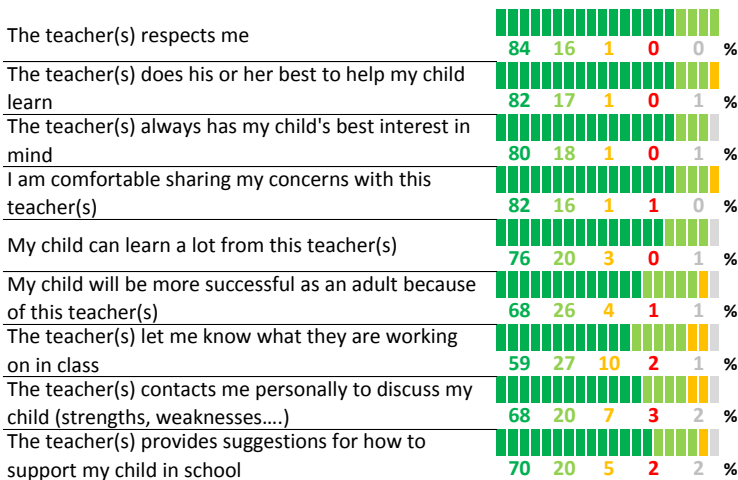 The teacher(s) respects me
84 16 1 0 0 %
The teacher(s) does his or her best to help my child
learn
82 17 1 0 1 %
The teacher(s) always has my child's best interest in
mind
80 18 1 0 1 %
I am comfortable sharing my concerns with this
teacher(s)
82 16 1 1 0 %
My child can learn a lot from this teacher(s)
76 20 3 0 1 %
My child will be more successful as an adult because
of this teacher(s)
68 26 4 1 1 %
The teacher(s) let me know what they are working
on in class
59 27 10 2 1 %
The teacher(s) contacts me personally to discuss my
child (strengths, weaknesses....)
68 20 7 3 2 %
The teacher(s) provides suggestions for how to
support my child in school
70 20 5 2 2 %